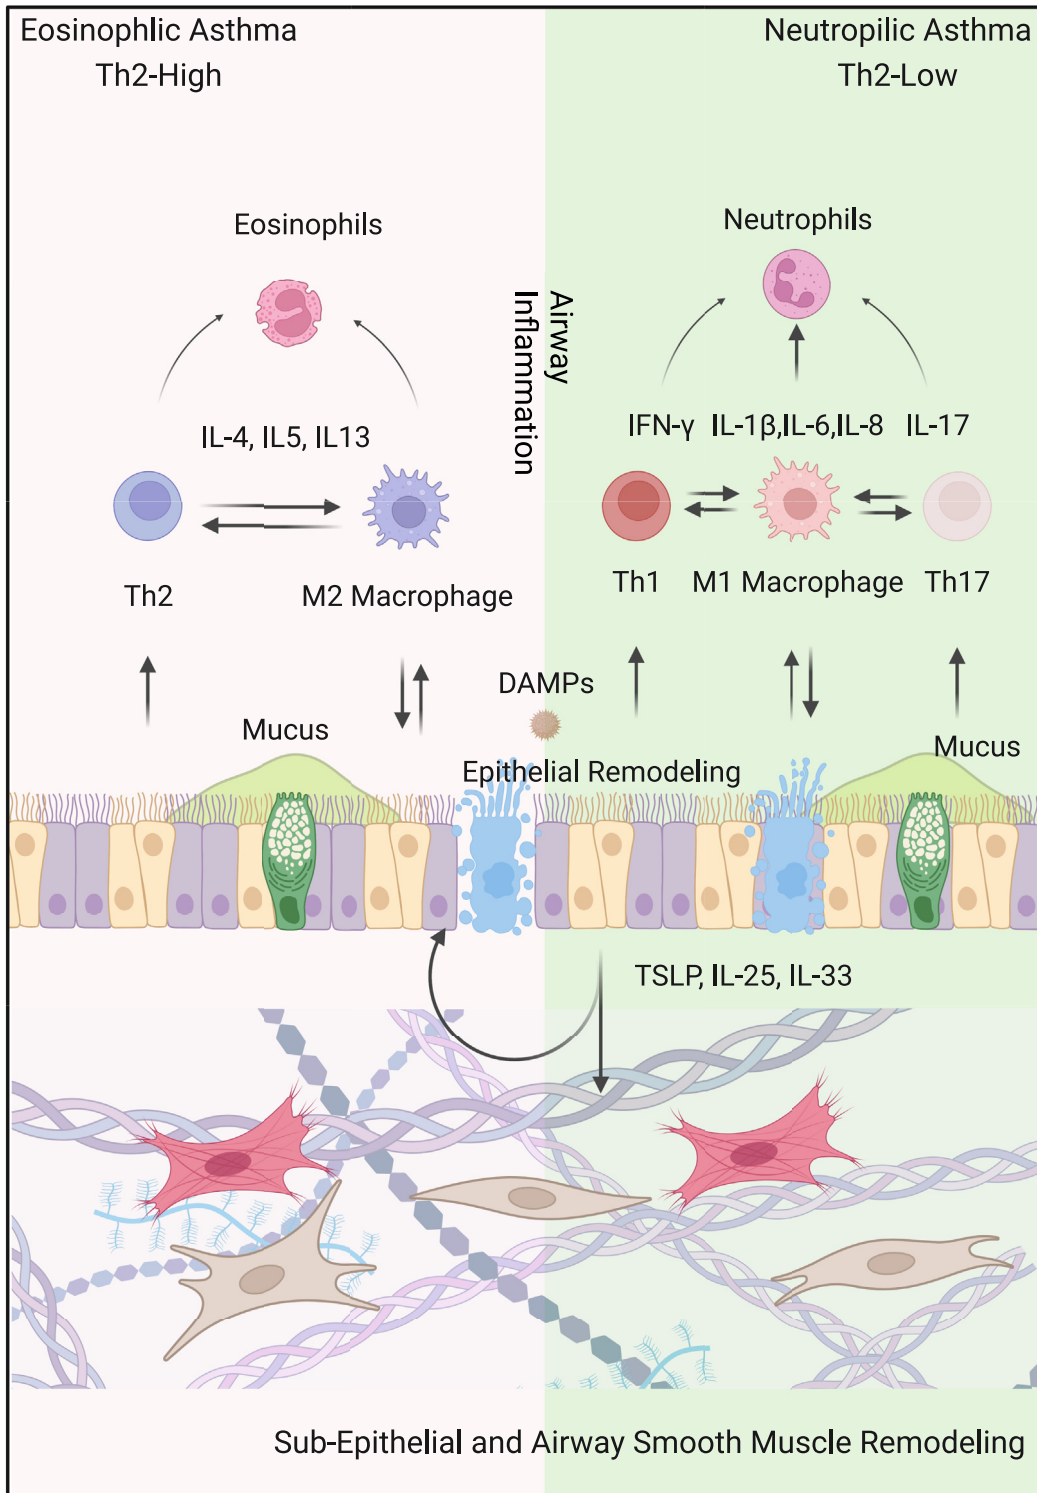 Eosinophlic Asthma
Th2-High
Neutropilic Asthma
Th2-Low
Eosinophils
Neutrophils
Airway
Inflammation
IL-4, IL5, IL13
IFN-γ IL-1β,IL-6,IL-8 IL-17
Th2
M2 Macrophage
Th1
M1 Macrophage
Th17
DAMPs
Mucus
Mucus
Epithelial Remodeling
TSLP, IL-25, IL-33
Sub-Epithelial and Airway Smooth Muscle Remodeling